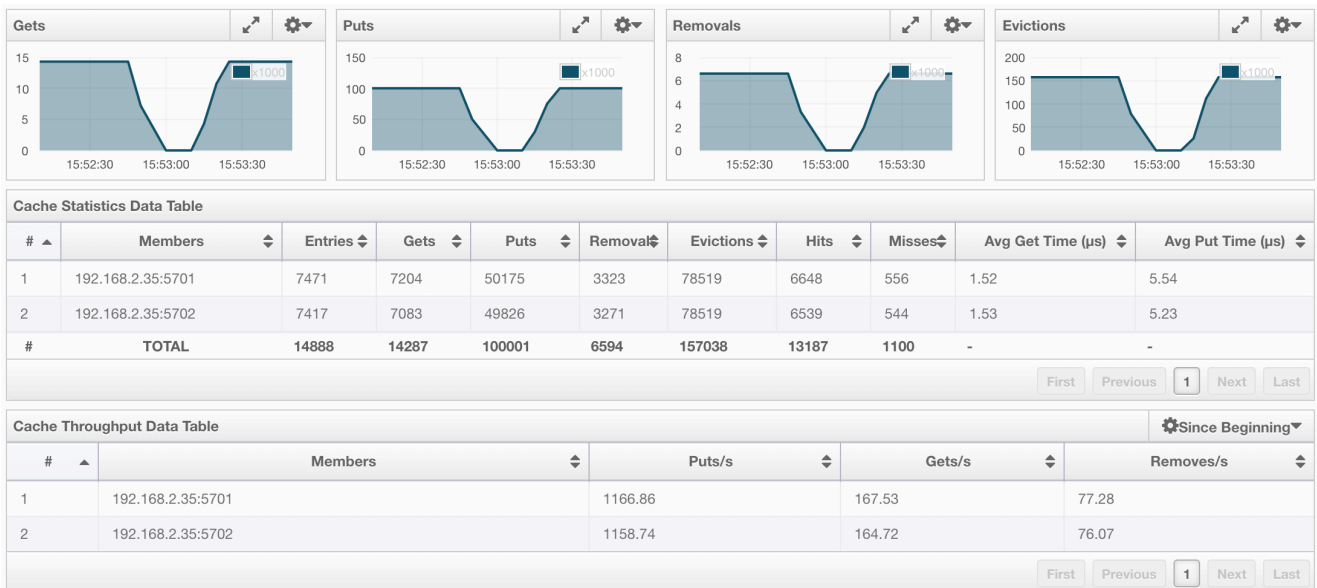 Gets Puts Removals Evictions
15 10 5 0 x1000 15:52:30 15:53:00 15:53:30
150 100 50 0 x1000 15:52:30 15:53:00 15:53:30
8 6 4 2 0 x1000 15:52:30 15:53:00 15:53:30
200 150 100 50 0 x1000 15:52:30 15:53:00 15:53:30
Cache Statistics Data Table
# Members Entries Gets Puts Removals Evictions Hits Misses Avg Get Time (µs) Avg Put Time (µs)
1 192.168.2.35:5701 7471 7204 50175 3323 78519 6648 556 1.52 5.54
2 192.168.2.35:5702 7417 7083 49826 3271 78519 6539 544 1.53 5.23
# TOTAL 14888 14287 100001 6594 157038 13187 1100 - -
First Previous 1 Next Last
Cache Throughput Data Table Since Beginning
# Members Puts/s Gets/s Removes/s
1 192.168.2.35:5701 1166.86 167.53 77.28
2 192.168.2.35:5702 1158.74 164.72 76.07
First Previous 1 Next Last